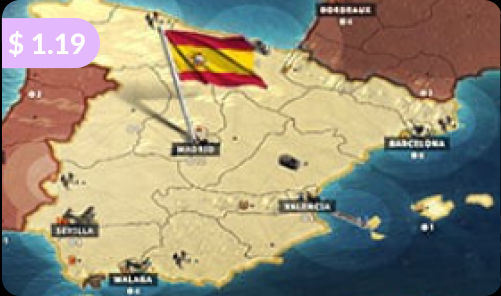 BORDEAUX
$ 1.19
MADRID
BARCELONA
VALENCIA
SEVILLA
MALAGA